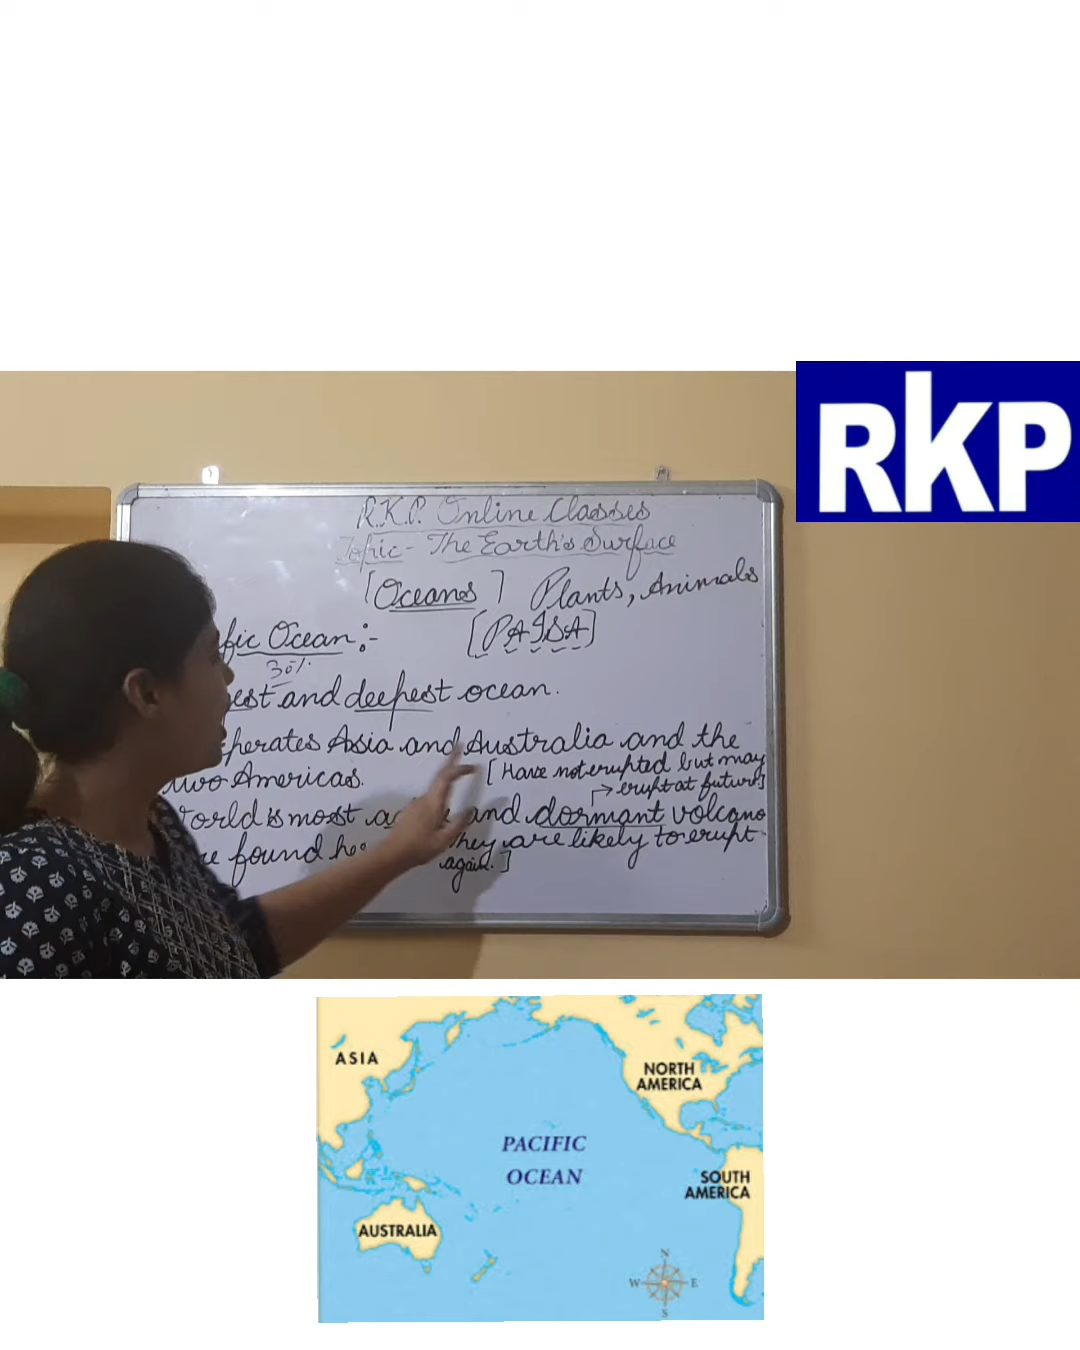 RKP
R.K.P. Online Classes
Topic- The Earth's Surface
[Oceans] Plants, Animals
fic Ocean:- [PAISA]
30%
est and deepest ocean.
perates Asia and Australia and the
two Americas. [Have not erupted but may
→ erupt at future]
orld is most and dormant volcano
found They are likely to erupt
again.]
ASIA
NORTH
AMERICA
PACIFIC
OCEAN
SOUTH
AMERICA
AUSTRALIA
N
W E
S